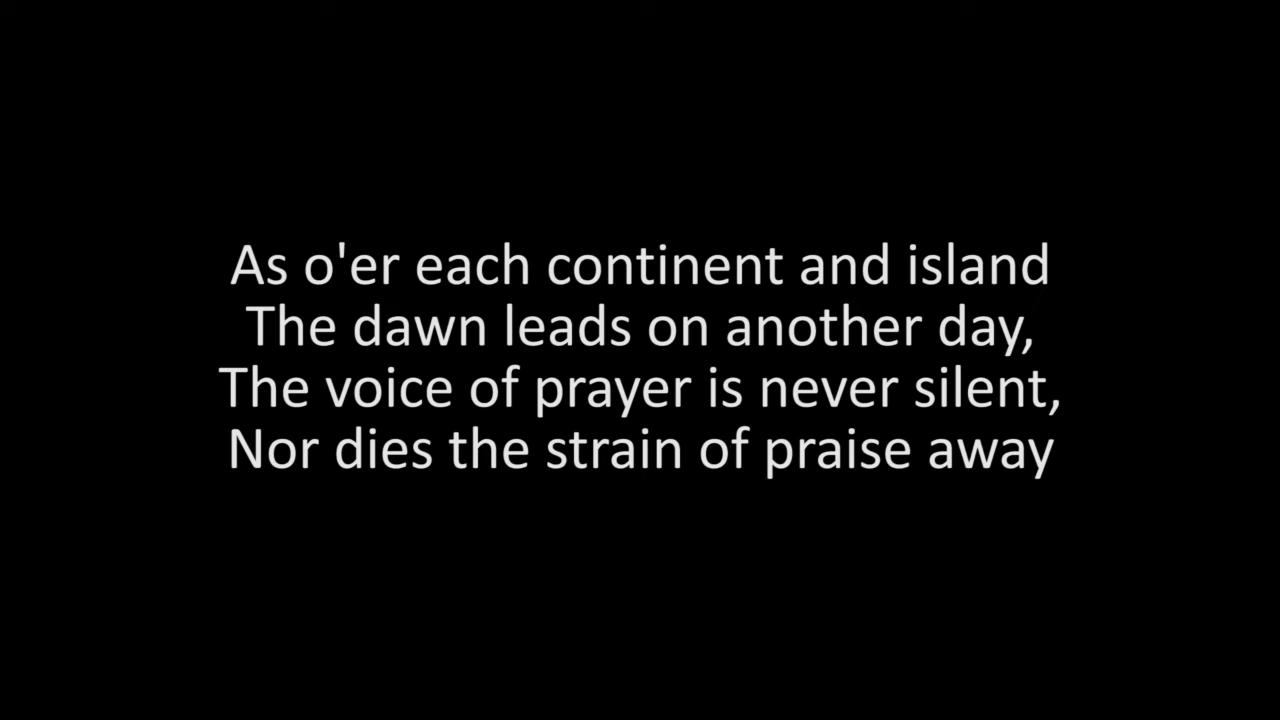 As o'er each continent and island
The dawn leads on another day,
The voice of prayer is never silent,
Nor dies the strain of praise away